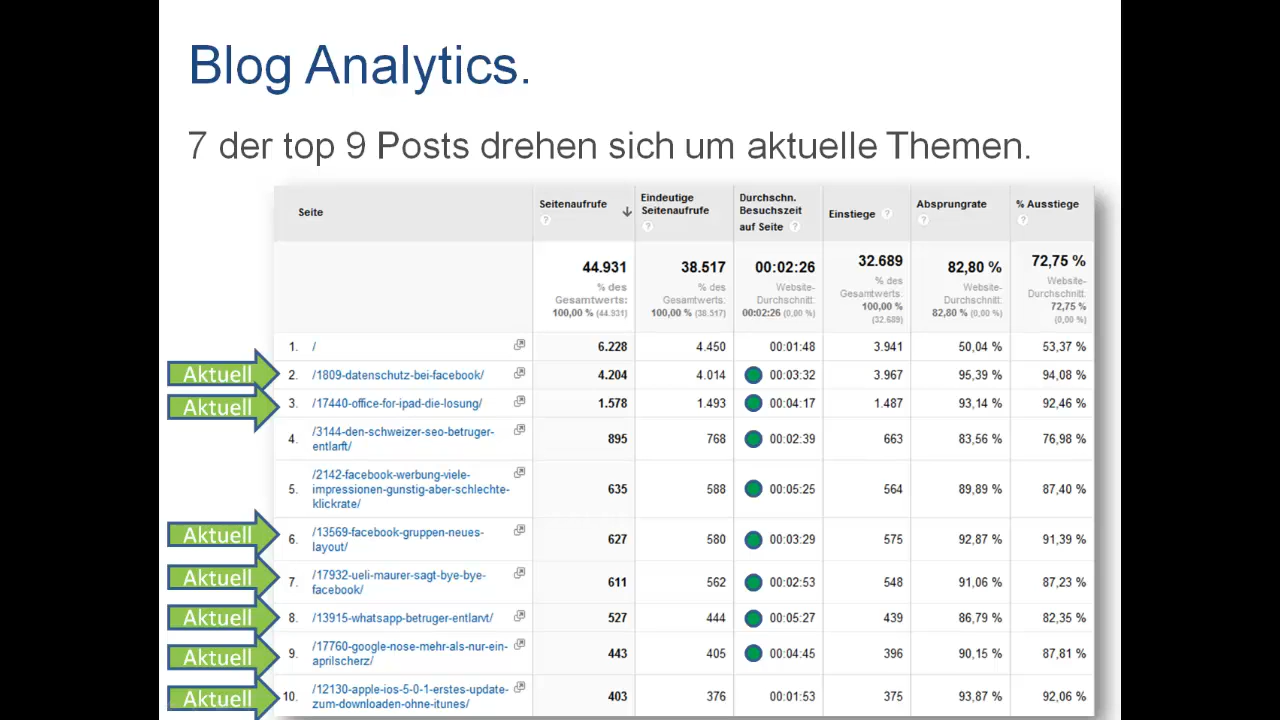 Blog Analytics.
7 der top 9 Posts drehen sich um aktuelle Themen.
Seite
Seitenaufrufe
?
Eindeutige
Seitenaufrufe
?
Durchschn.
Besuchszeit
auf Seite ?
Einstiege ?
Absprungrate
?
% Ausstiege
?
44.931
% des
Gesamtwerts:
100,00 % (44.931)
38.517
% des
Gesamtwerts:
100,00 % (38.517)
00:02:26
Website-
Durchschnitt:
00:02:26 (0,00 %)
32.689
% des
Gesamtwerts:
100,00 %
(32.689)
82,80 %
Website-
Durchschnitt:
82,80 % (0,00 %)
72,75 %
Website-
Durchschnitt:
72,75 %
(0,00 %)
1. / 6.228 4.450 00:01:48 3.941 50,04 % 53,37 %
Aktuell 2. /1809-datenschutz-bei-facebook/ 4.204 4.014 00:03:32 3.967 95,39 % 94,08 %
Aktuell 3. /17440-office-for-ipad-die-losung/ 1.578 1.493 00:04:17 1.487 93,14 % 92,46 %
4. /3144-den-schweizer-seo-betruger-
entlarft/ 895 768 00:02:39 663 83,56 % 76,98 %
5. /2142-facebook-werbung-viele-
impressionen-gunstig-aber-schlechte-
klickrate/ 635 588 00:05:25 564 89,89 % 87,40 %
Aktuell 6. /13569-facebook-gruppen-neues-
layout/ 627 580 00:03:29 575 92,87 % 91,39 %
Aktuell 7. /17932-ueli-maurer-sagt-bye-bye-
facebook/ 611 562 00:02:53 548 91,06 % 87,23 %
Aktuell 8. /13915-whatsapp-betruger-entlarvt/ 527 444 00:05:27 439 86,79 % 82,35 %
Aktuell 9. /17760-google-nose-mehr-als-nur-ein-
aprilscherz/ 443 405 00:04:45 396 90,15 % 87,81 %
Aktuell 10. /12130-apple-ios-5-0-1-erstes-update-
zum-downloaden-ohne-itunes/ 403 376 00:01:53 375 93,87 % 92,06 %